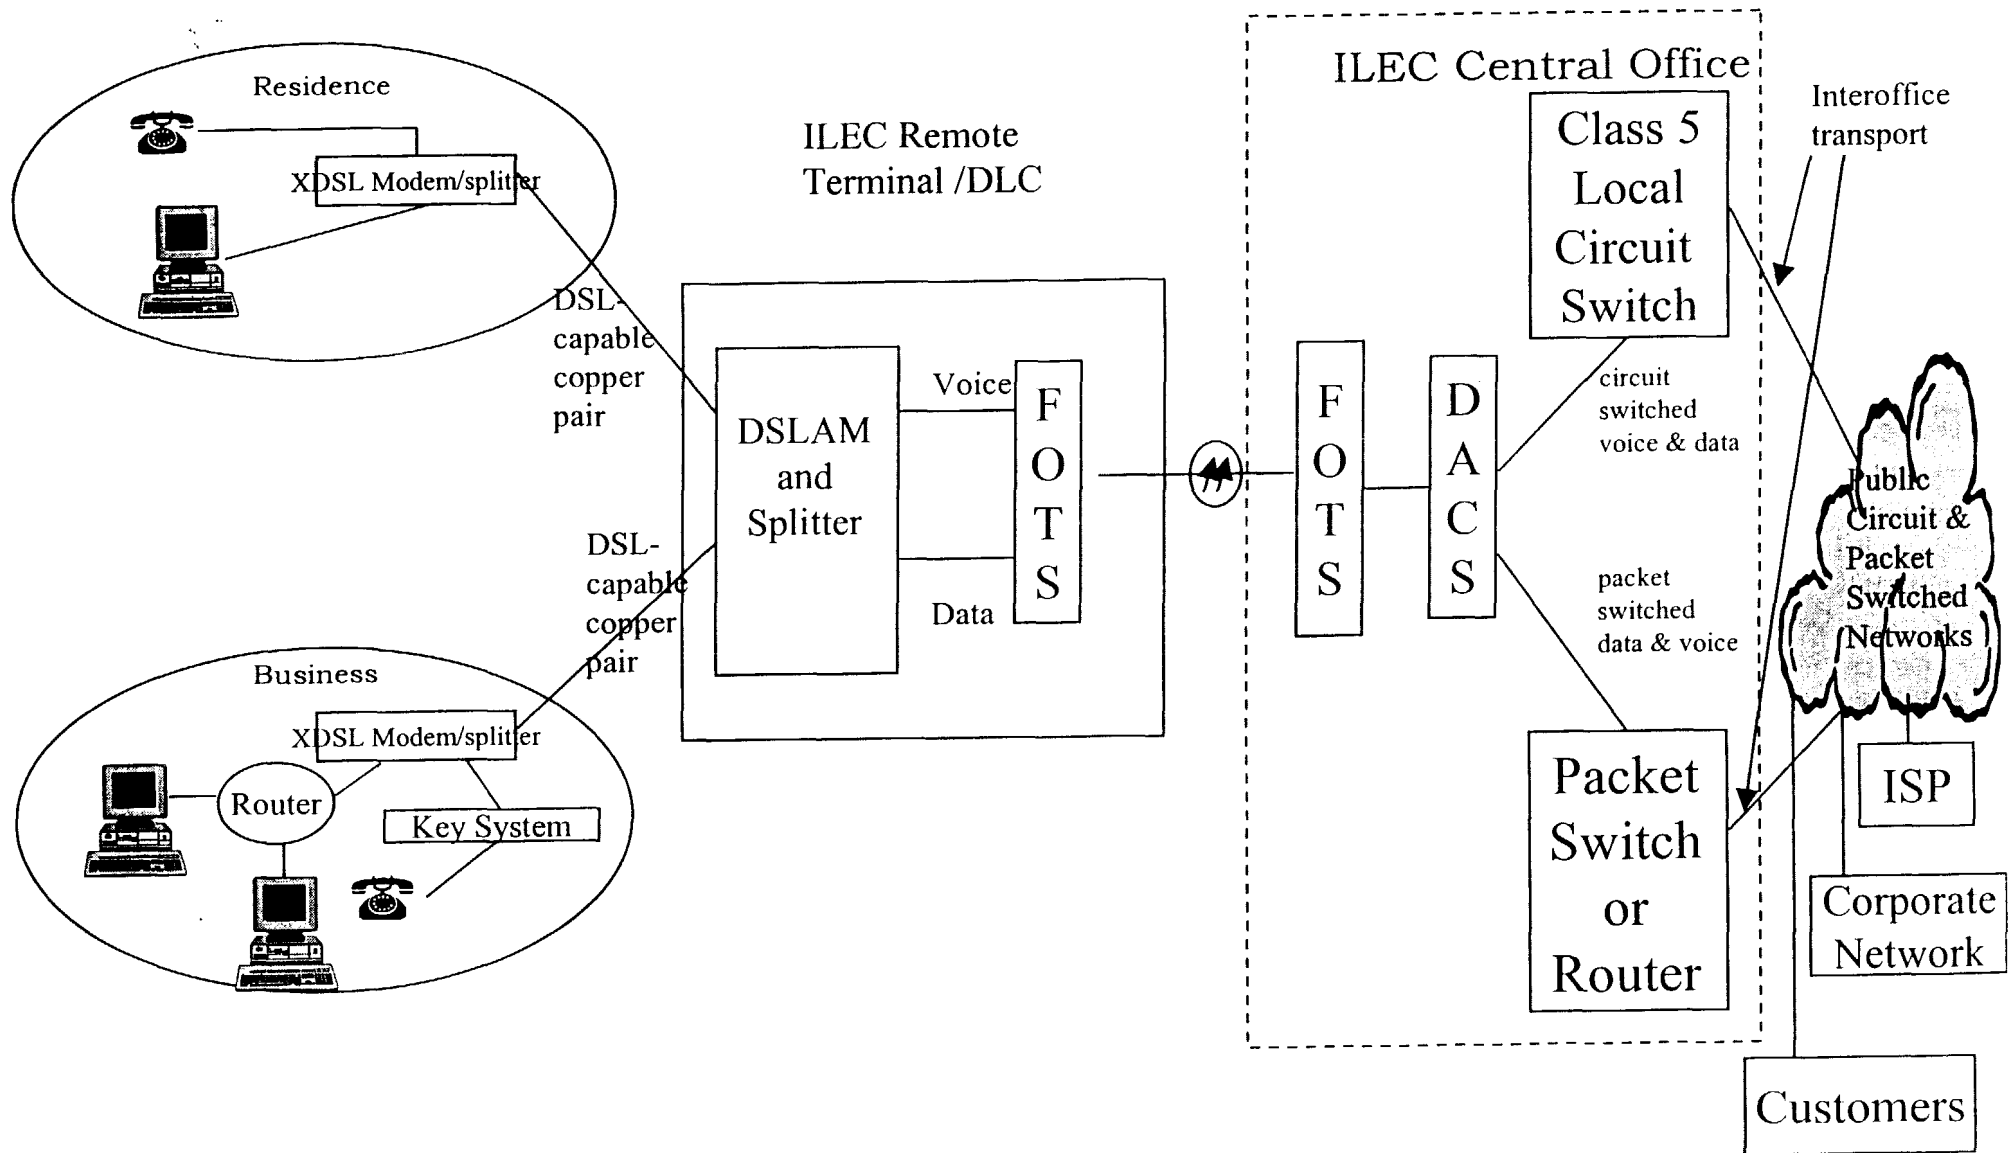 Residence
XDSL Modem/splitter
DSL-
capable
copper
pair
ILEC Remote
Terminal /DLC
DSLAM
and
Splitter
Voice
Data
F
O
T
S
DSL-
capable
copper
pair
Business
XDSL Modem/splitter
Router
Key System
ILEC Central Office
F
O
T
S
D
A
C
S
Class 5
Local
Circuit
Switch
circuit
switched
voice & data
packet
switched
data & voice
Packet
Switch
or
Router
Interoffice
transport
Public
Circuit &
Packet
Switched
Networks
ISP
Corporate
Network
Customers